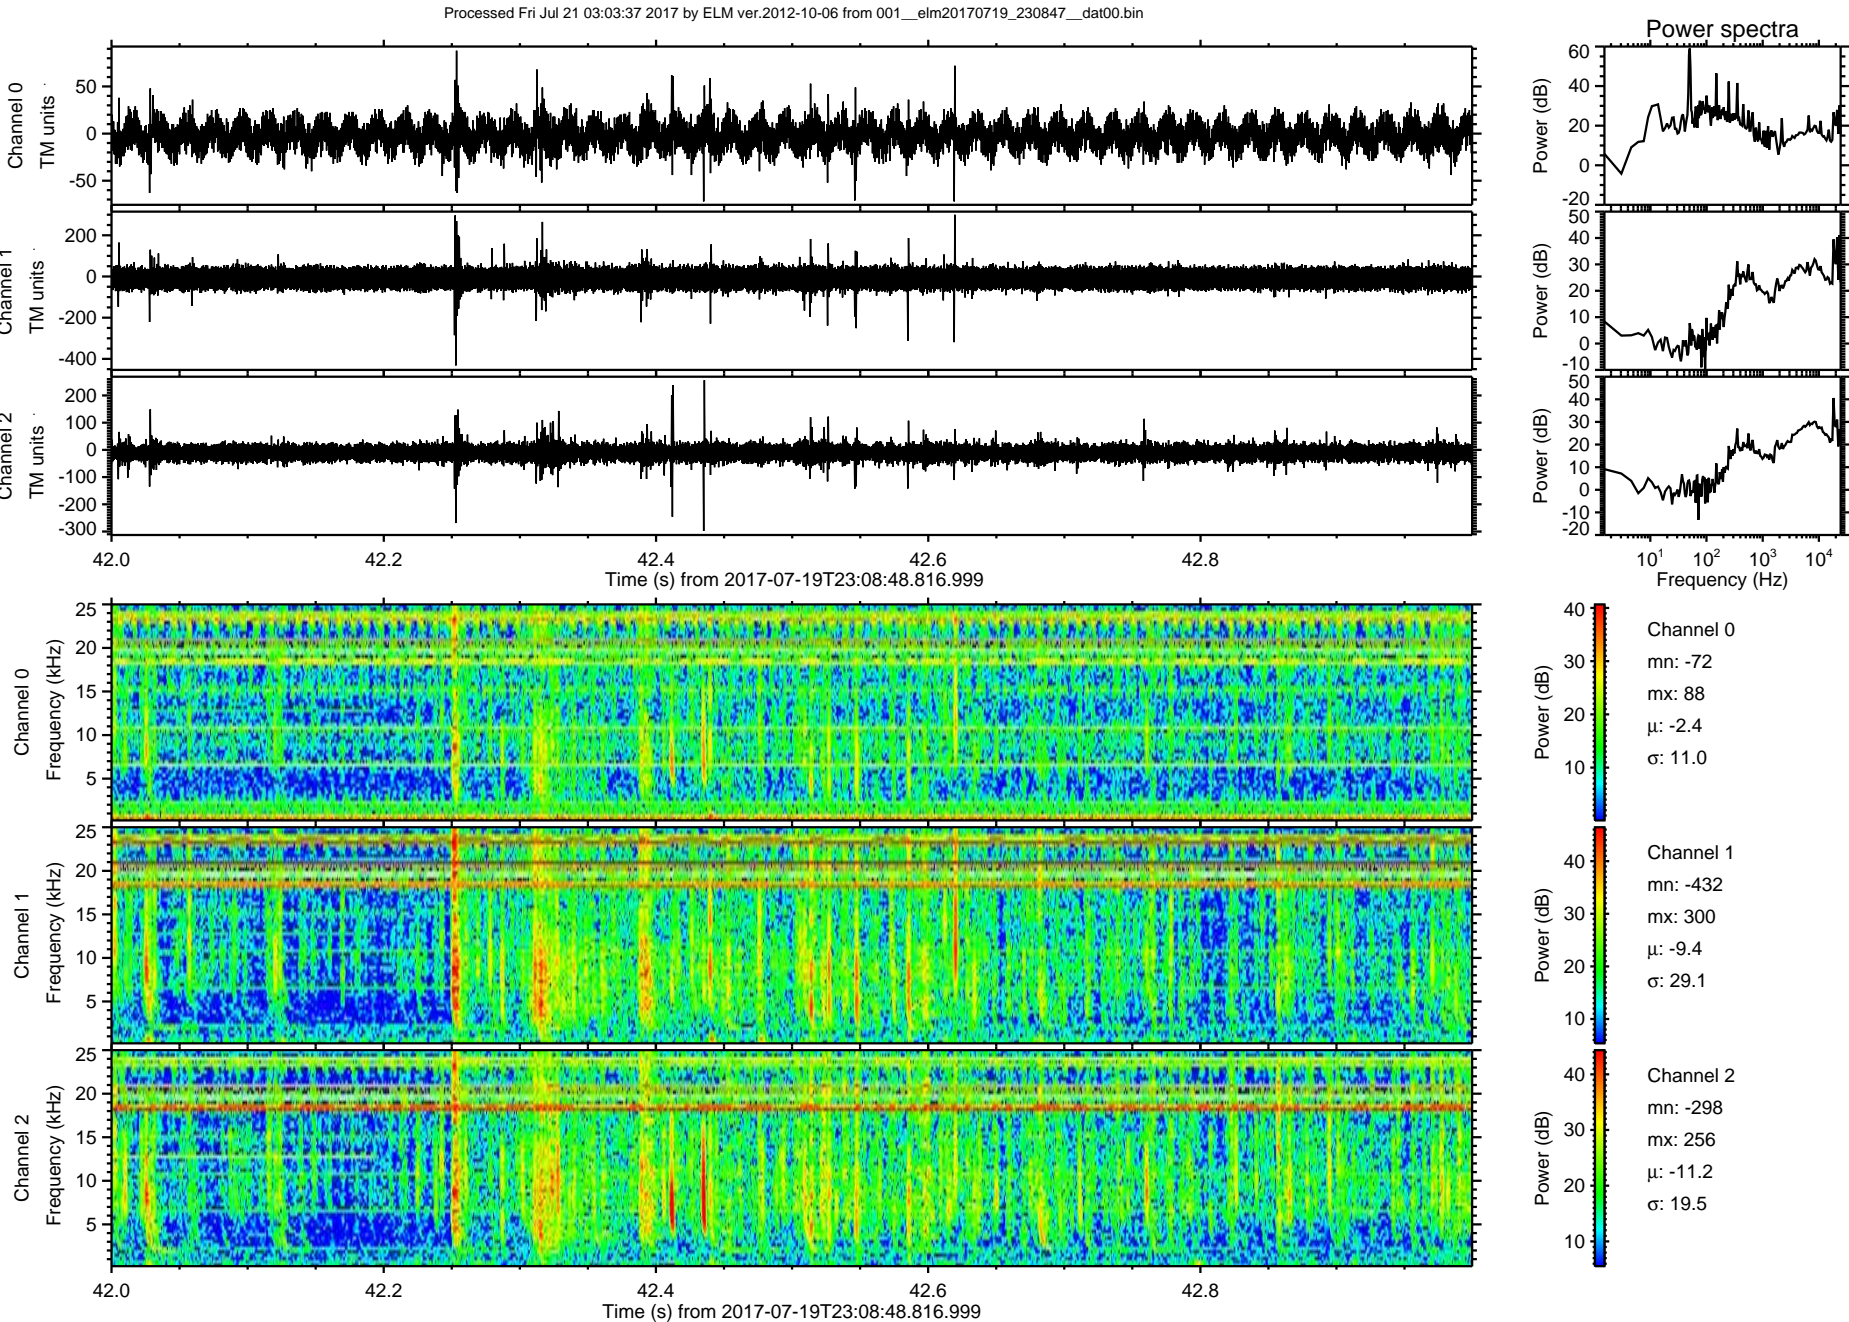 Processed Fri Jul 21 03:03:37 2017 by ELM ver.2012-10-06 from 001__elm20170719_230847__dat00.bin
Power spectra
Channel 0
TM units
50
0
-50
Power (dB)
60
40
20
0
-20
Channel 1
TM units
200
0
-200
-400
Power (dB)
50
40
30
20
10
0
-10
Channel 2
TM units
200
100
0
-100
-200
-300
Power (dB)
50
40
30
20
10
0
-10
-20
42.0 42.2 42.4 42.6 42.8
Time (s) from 2017-07-19T23:08:48.816.999
10¹ 10² 10³ 10⁴
Frequency (Hz)
Channel 0
Frequency (kHz)
25
20
15
10
5
Power (dB)
40
30
20
10
Channel 0
mn: -72
mx: 88
μ: -2.4
σ: 11.0
Channel 1
Frequency (kHz)
25
20
15
10
5
Power (dB)
40
30
20
10
Channel 1
mn: -432
mx: 300
μ: -9.4
σ: 29.1
Channel 2
Frequency (kHz)
25
20
15
10
5
Power (dB)
40
30
20
10
Channel 2
mn: -298
mx: 256
μ: -11.2
σ: 19.5
42.0 42.2 42.4 42.6 42.8
Time (s) from 2017-07-19T23:08:48.816.999